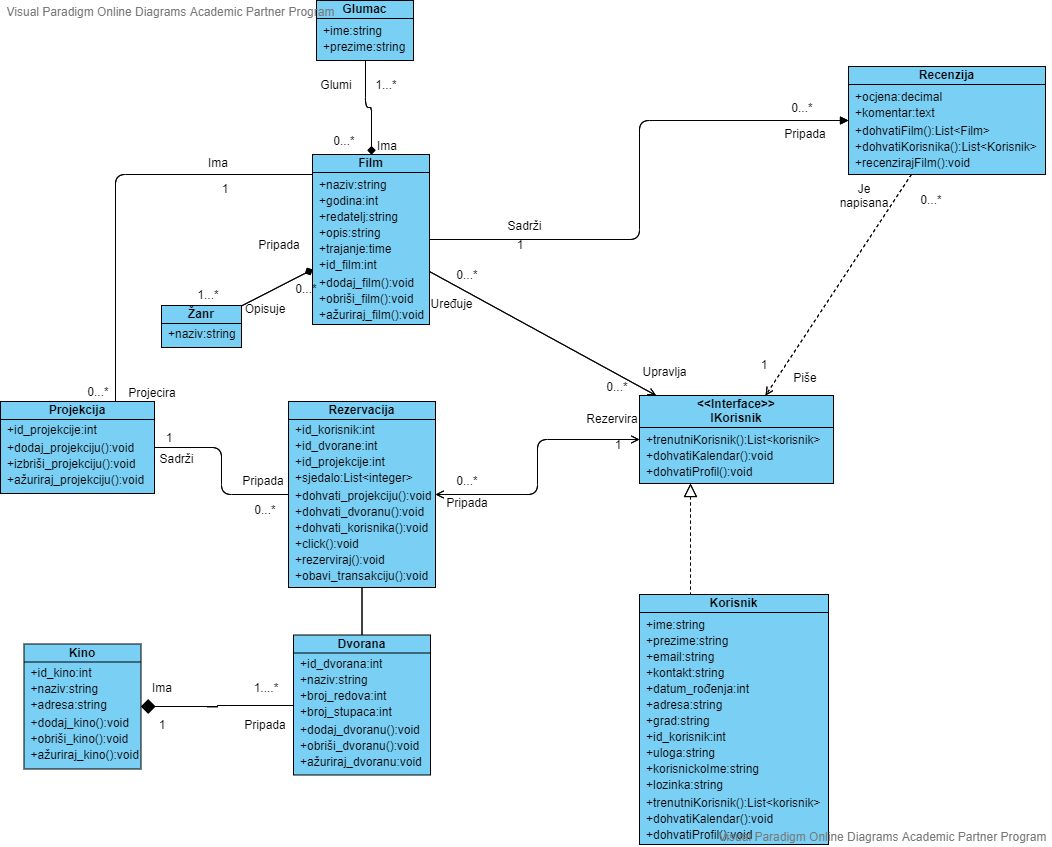 Visual Paradigm Online Diagrams Academic Partner Program
Glumac
+ime:string
+prezime:string
Glumi
1...*
0...*
Ima
Film
+naziv:string
+godina:int
+redatelj:string
+opis:string
+trajanje:time
+id_film:int
+dodaj_film():void
+obriši_film():void
+ažuriraj_film():void
Recenzija
+ocjena:decimal
+komentar:text
+dohvatiFilm():List<Film>
+dohvatiKorisnika():List<Korisnik>
+recenzirajFilm():void
0...*
Pripada
Sadrži
1
Ima
1
Pripada
0...*
1...*
Opisuje
Žanr
+naziv:string
0...*
Uređuje
Upravlja
0...*
Je
napisana
0...*
1
Piše
0...*
Projecira
Projekcija
+id_projekcije:int
+dodaj_projekciju():void
+izbriši_projekciju():void
+ažuriraj_projekciju():void
1
Sadrži
Pripada
0...*
Rezervacija
+id_korisnik:int
+id_dvorane:int
+id_projekcije:int
+sjedalo:List<integer>
+dohvati_projekciju():void
+dohvati_dvoranu():void
+dohvati_korisnika():void
+click():void
+rezerviraj():void
+obavi_transakciju():void
0...*
Pripada
Rezervira
1
<<Interface>>
IKorisnik
+trenutniKorisnik():List<korisnik>
+dohvatiKalendar():void
+dohvatiProfil():void
Kino
+id_kino:int
+naziv:string
+adresa:string
+dodaj_kino():void
+obriši_kino():void
+ažuriraj_kino():void
Ima
1
1....*
Pripada
Dvorana
+id_dvorana:int
+naziv:string
+broj_redova:int
+broj_stupaca:int
+dodaj_dvoranu():void
+obriši_dvoranu():void
+ažuriraj_dvoranu:void
Korisnik
+ime:string
+prezime:string
+email:string
+kontakt:string
+datum_rođenja:int
+adresa:string
+grad:string
+id_korisnik:int
+uloga:string
+korisnickoIme:string
+lozinka:string
+trenutniKorisnik():List<korisnik>
+dohvatiKalendar():void
+dohvatiProfil():void
Visual Paradigm Online Diagrams Academic Partner Program